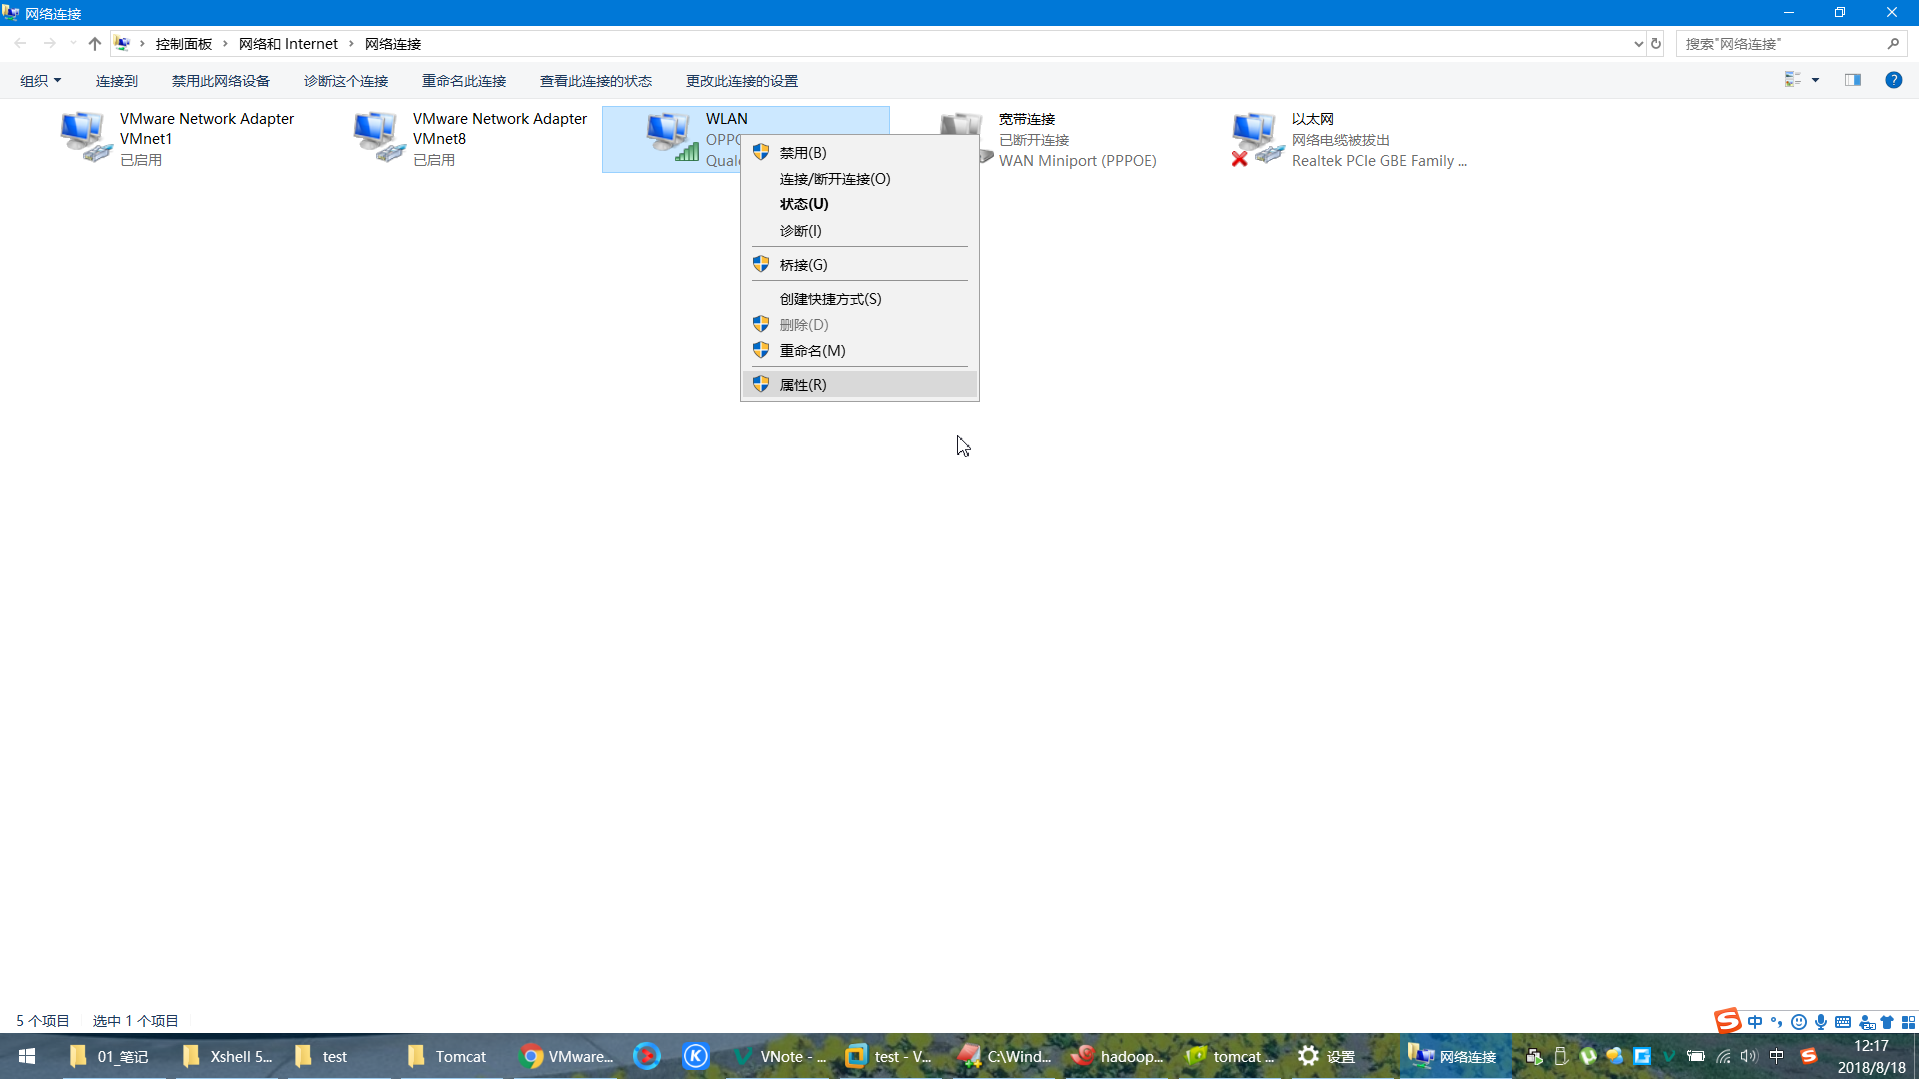 网络连接
控制面板 › 网络和 Internet › 网络连接
搜索"网络连接"
组织 连接到 禁用此网络设备 诊断这个连接 重命名此连接 查看此连接的状态 更改此连接的设置
VMware Network Adapter
VMnet1
已启用
VMware Network Adapter
VMnet8
已启用
WLAN
OPPO
Qualc
宽带连接
已断开连接
WAN Miniport (PPPOE)
以太网
网络电缆被拔出
Realtek PCIe GBE Family ...
禁用(B)
连接/断开连接(O)
状态(U)
诊断(I)
桥接(G)
创建快捷方式(S)
删除(D)
重命名(M)
属性(R)
5 个项目 选中 1 个项目
中
01_笔记 Xshell 5... test Tomcat VMware... VNote - ... test - V... C:\Wind... hadoop... tomcat ... 设置 网络连接 中
12:17
2018/8/18